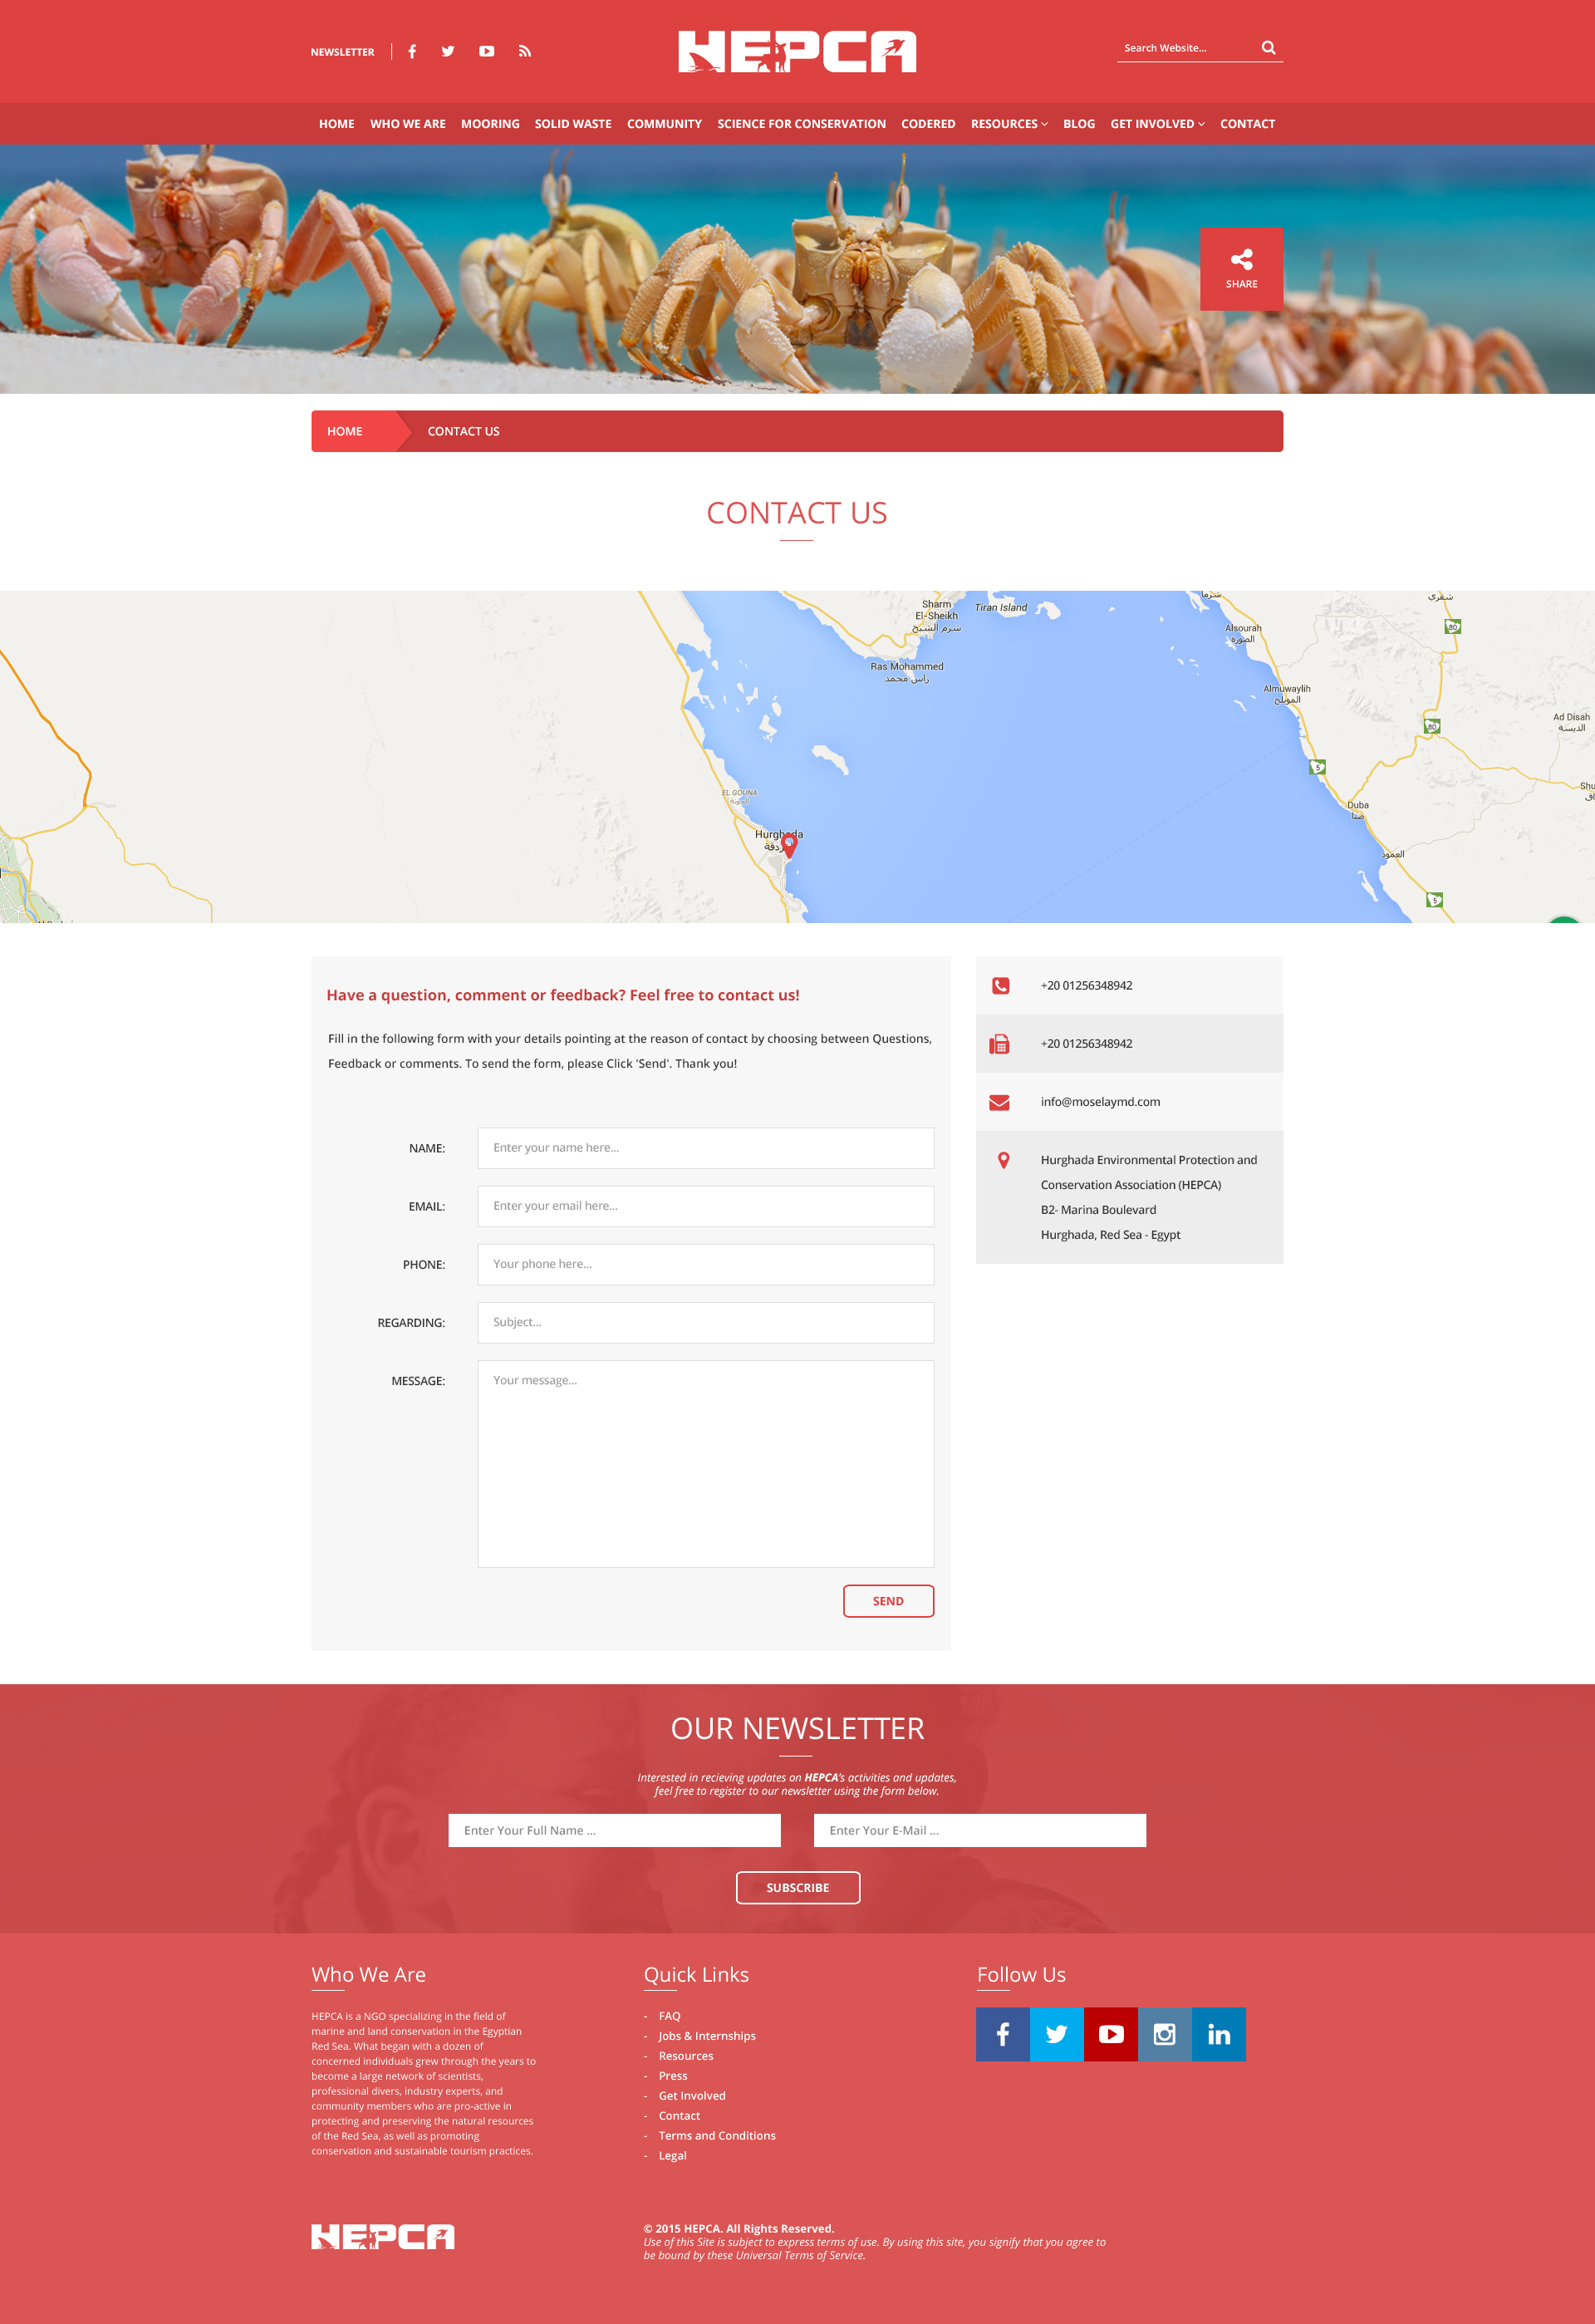 NEWSLETTER
HEPCA
Search Website...
HOME WHO WE ARE MOORING SOLID WASTE COMMUNITY SCIENCE FOR CONSERVATION CODERED RESOURCES BLOG GET INVOLVED CONTACT
SHARE
HOME CONTACT US
CONTACT US
Sharm
El-Sheikh
شرم الشيخ
Tiran Island
شرما
شقري
80
Alsourah
الصورة
Ras Mohammed
راس محمد
Almuwaylih
المويلح
Ad Disah
الديسة
80
5
EL GOUNA
الجونة
Shu
Duba
ضبا
Hurghada
العمود
5
Have a question, comment or feedback? Feel free to contact us!
Fill in the following form with your details pointing at the reason of contact by choosing between Questions,
Feedback or comments. To send the form, please Click 'Send'. Thank you!
NAME: Enter your name here...
EMAIL: Enter your email here...
PHONE: Your phone here...
REGARDING: Subject...
MESSAGE: Your message...
SEND
+20 01256348942
+20 01256348942
info@moselaymd.com
Hurghada Environmental Protection and
Conservation Association (HEPCA)
B2- Marina Boulevard
Hurghada, Red Sea - Egypt
OUR NEWSLETTER
Interested in recieving updates on HEPCA's activities and updates,
feel free to register to our newsletter using the form below.
Enter Your Full Name ... Enter Your E-Mail ...
SUBSCRIBE
Who We Are
HEPCA is a NGO specializing in the field of
marine and land conservation in the Egyptian
Red Sea. What began with a dozen of
concerned individuals grew through the years to
become a large network of scientists,
professional divers, industry experts, and
community members who are pro-active in
protecting and preserving the natural resources
of the Red Sea, as well as promoting
conservation and sustainable tourism practices.
Quick Links
- FAQ
- Jobs & Internships
- Resources
- Press
- Get Involved
- Contact
- Terms and Conditions
- Legal
Follow Us
HEPCA
© 2015 HEPCA. All Rights Reserved.
Use of this Site is subject to express terms of use. By using this site, you signify that you agree to
be bound by these Universal Terms of Service.